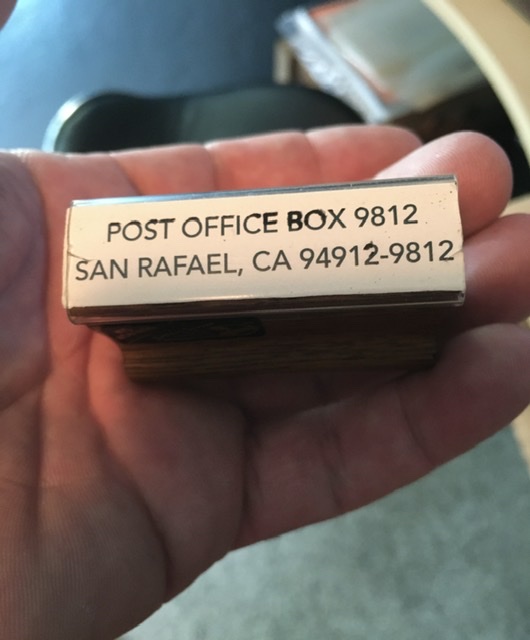 POST OFFICE BOX 9812
SAN RAFAEL, CA 94912-9812